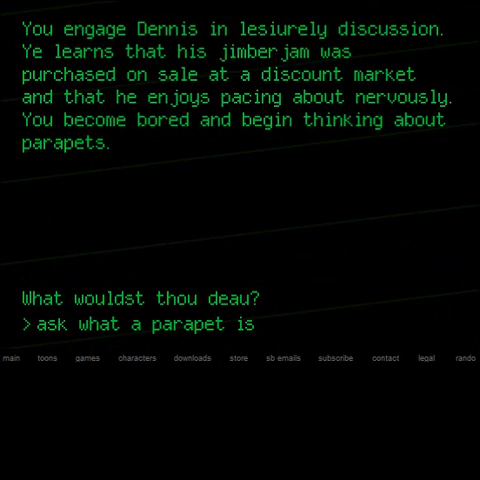 You engage Dennis in lesiurely discussion.
Ye learns that his jimberjam was
purchased on sale at a discount market
and that he enjoys pacing about nervously.
You become bored and begin thinking about
parapets.
What wouldst thou deau?
>ask what a parapet is
main toons games characters downloads store sb emails subscribe contact legal rando